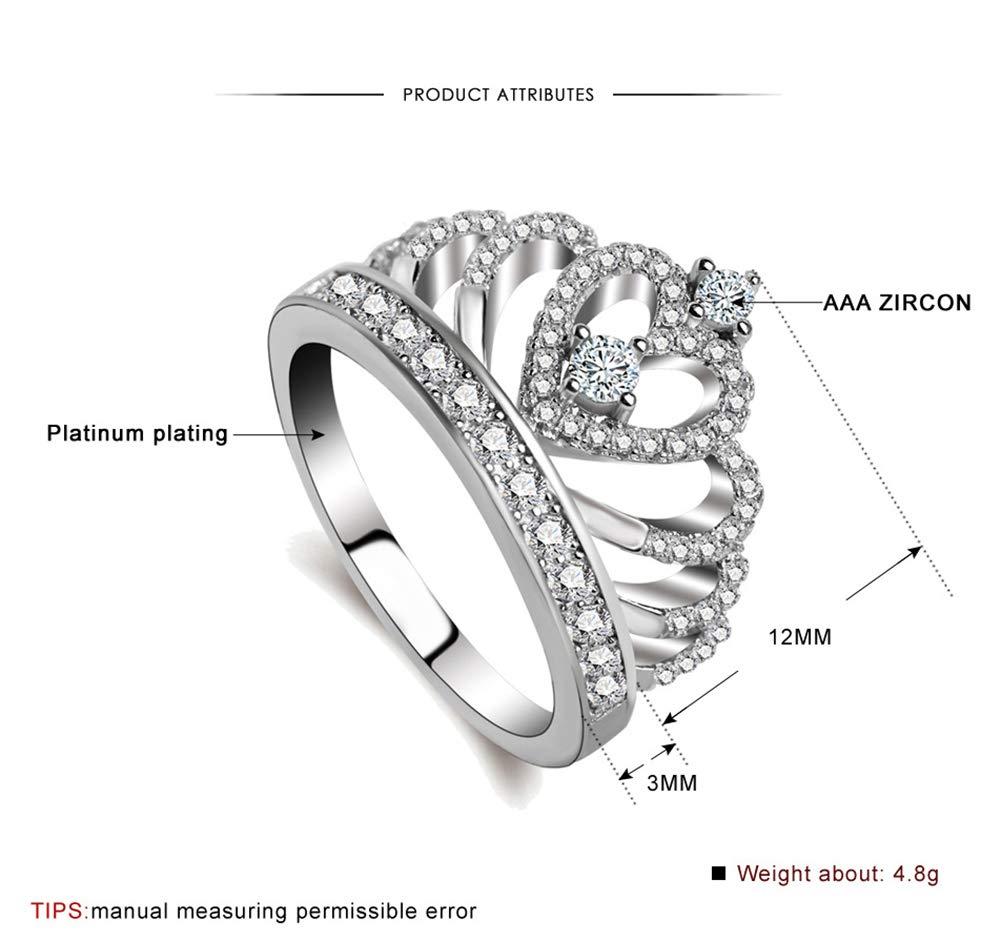 PRODUCT ATTRIBUTES
AAA ZIRCON
Platinum plating
12MM
3MM
■ Weight about: 4.8g
TIPS:manual measuring permissible error